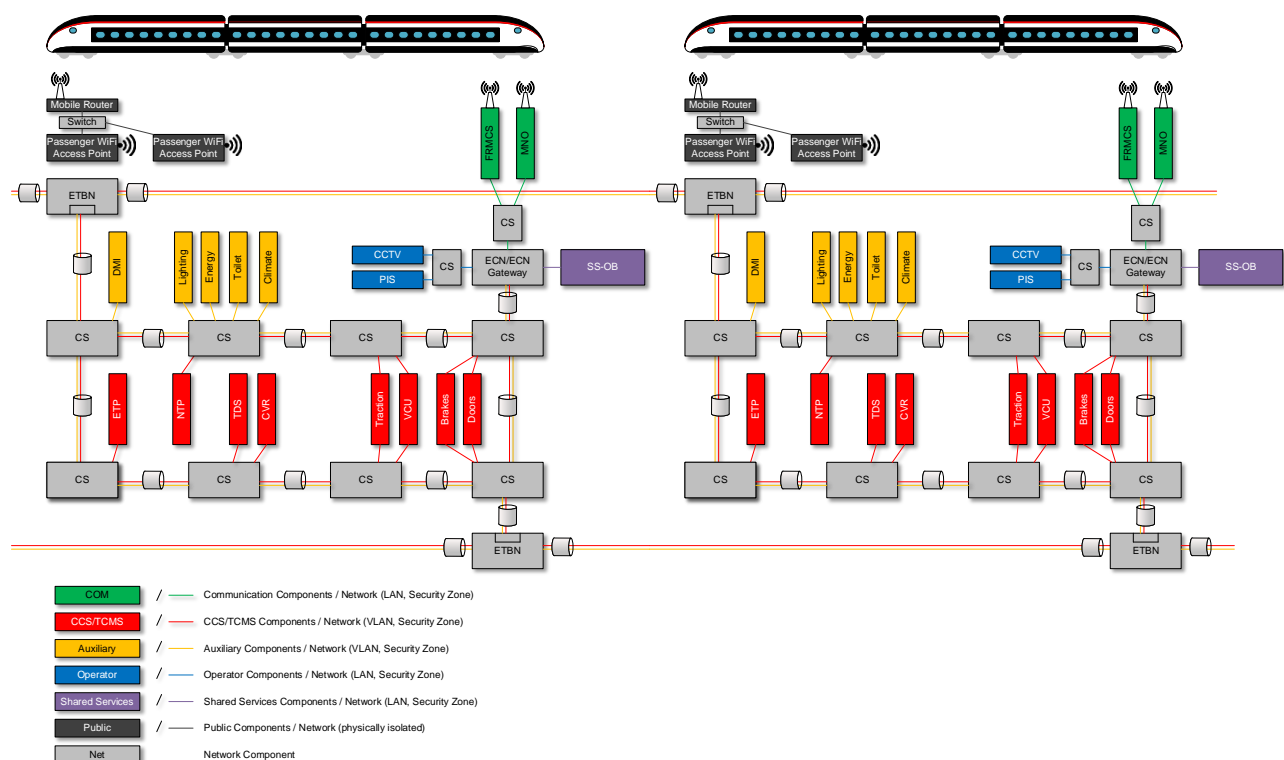 Mobile Router
Switch
Passenger WiFi
Access Point
Passenger WiFi
Access Point
FRMCS
MNO
ETBN
CS
DMI
Lighting
Energy
Toilet
Climate
CCTV
PIS
CS
ECN/ECN
Gateway
SS-OB
CS
CS
CS
CS
ETP
NTP
TDS
CVR
Traction
VCU
Brakes
Doors
CS
CS
CS
CS
ETBN
Mobile Router
Switch
Passenger WiFi
Access Point
Passenger WiFi
Access Point
FRMCS
MNO
ETBN
CS
DMI
Lighting
Energy
Toilet
Climate
CCTV
PIS
CS
ECN/ECN
Gateway
SS-OB
CS
CS
CS
CS
ETP
NTP
TDS
CVR
Traction
VCU
Brakes
Doors
CS
CS
CS
CS
ETBN
COM / Communication Components / Network (LAN, Security Zone)
CCS/TCMS / CCS/TCMS Components / Network (VLAN, Security Zone)
Auxiliary / Auxiliary Components / Network (VLAN, Security Zone)
Operator / Operator Components / Network (LAN, Security Zone)
Shared Services / Shared Services Components / Network (LAN, Security Zone)
Public / Public Components / Network (physically isolated)
Net Network Component